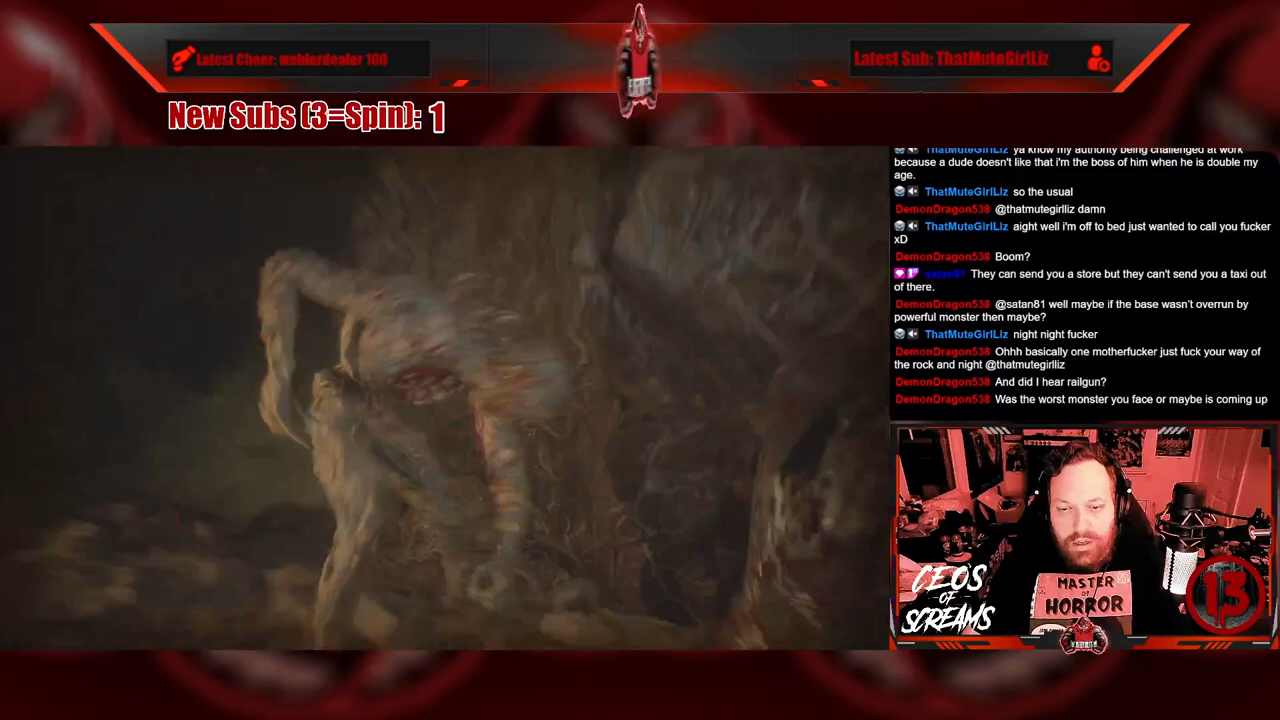 Latest Cheer: wehlerdealer 100
Latest Sub: ThatMuteGirlLiz
New Subs (3=Spin): 1
ThatMuteGirlLiz ya know my authority being challenged at work
because a dude doesn't like that i'm the boss of him when he is double my
age.
ThatMuteGirlLiz so the usual
DemonDragon538 @thatmutegirlliz damn
ThatMuteGirlLiz aight well i'm off to bed just wanted to call you fucker
xD
DemonDragon538 Boom?
satan81 They can send you a store but they can't send you a taxi out
of there.
DemonDragon538 @satan81 well maybe if the base wasn't overrun by
powerful monster then maybe?
ThatMuteGirlLiz night night fucker
DemonDragon538 Ohhh basically one motherfucker just fuck your way of
the rock and night @thatmutegirlliz
DemonDragon538 And did I hear railgun?
DemonDragon538 Was the worst monster you face or maybe is coming up
CEOS
OF
SCREAMS
MASTER
OF
HORROR
13